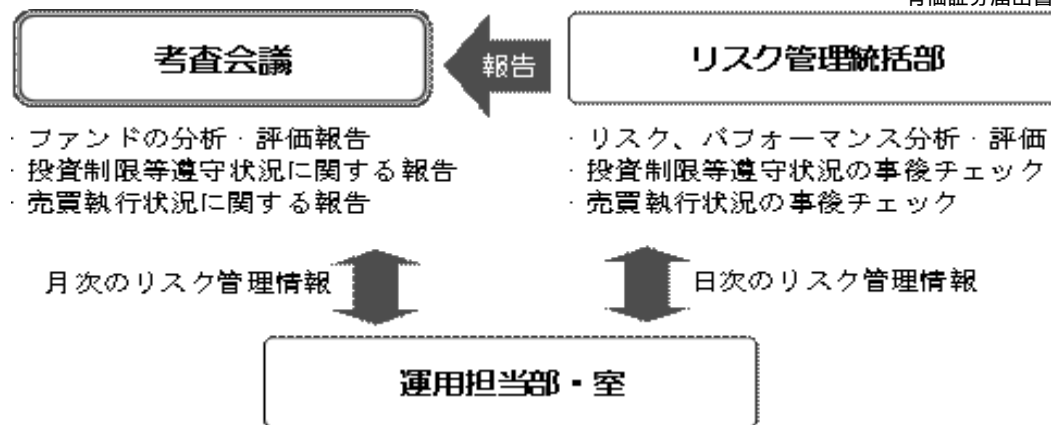 有価証券届出書
考査会議
報告
リスク管理統括部
・ファンドの分析・評価報告
・投資制限等遵守状況に関する報告
・売買執行状況に関する報告
・リスク、パフォーマンス分析・評価
・投資制限等遵守状況の事後チェック
・売買執行状況の事後チェック
月次のリスク管理情報
日次のリスク管理情報
運用担当部・室